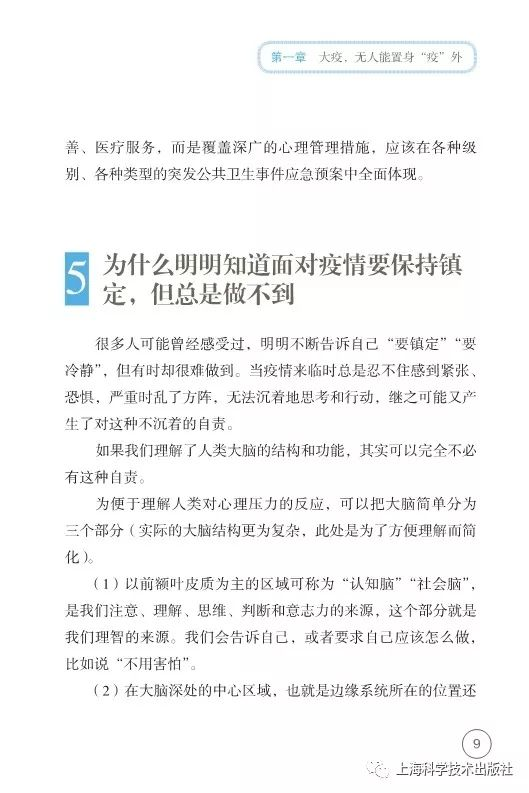 第一章 大疫，无人能置身“疫”外
善、医疗服务，而是覆盖深广的心理管理措施，应该在各种级
别、各种类型的突发公共卫生事件应急预案中全面体现。
5 为什么明明知道面对疫情要保持镇
定，但总是做不到
很多人可能曾经感受过，明明不断告诉自己“要镇定”“要
冷静”，但有时却很难做到。当疫情来临时总是忍不住感到紧张、
恐惧，严重时乱了方阵，无法沉着地思考和行动，继之可能又产
生了对这种不沉着的自责。
如果我们理解了人类大脑的结构和功能，其实可以完全不必
有这种自责。
为便于理解人类对心理压力的反应，可以把大脑简单分为
三个部分（实际的大脑结构更为复杂，此处是为了方便理解而简
化）。
（1）以前额叶皮质为主的区域可称为“认知脑”“社会脑”，
是我们注意、理解、思维、判断和意志力的来源，这个部分就是
我们理智的来源。我们会告诉自己，或者要求自己应该怎么做，
比如说“不用害怕”。
（2）在大脑深处的中心区域，也就是边缘系统所在的位置还
9
上海科学技术出版社